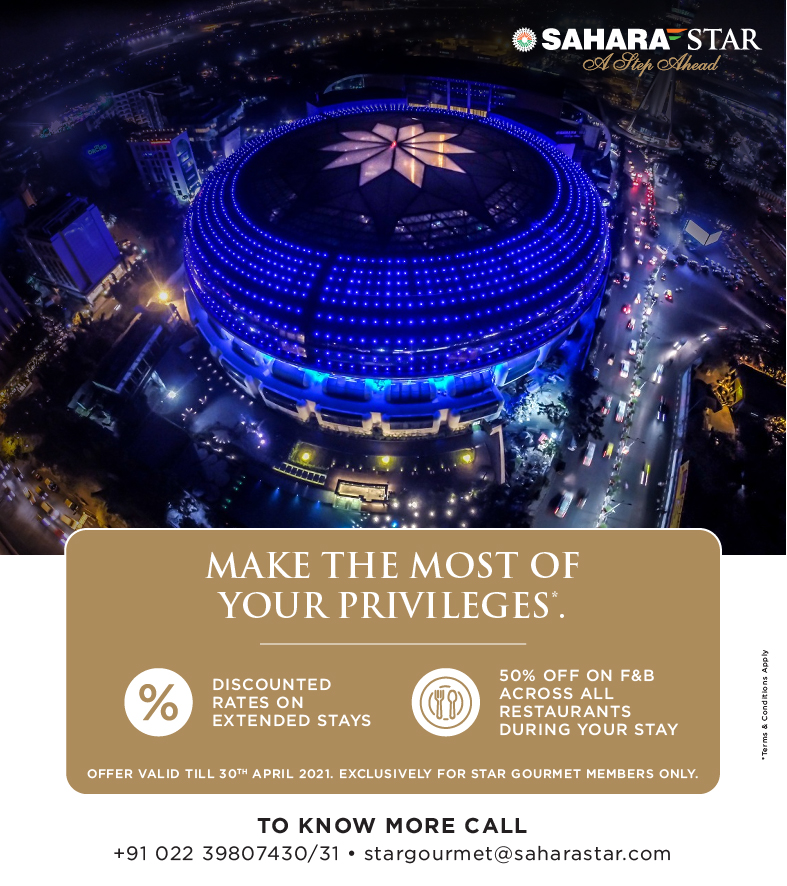 SAHARA STAR
A Step Ahead
MAKE THE MOST OF
YOUR PRIVILEGES*.
%
DISCOUNTED
RATES ON
EXTENDED STAYS
50% OFF ON F&B
ACROSS ALL
RESTAURANTS
DURING YOUR STAY
OFFER VALID TILL 30TH APRIL 2021. EXCLUSIVELY FOR STAR GOURMET MEMBERS ONLY.
*Terms & Conditions Apply
TO KNOW MORE CALL
+91 022 39807430/31 • stargourmet@saharastar.com